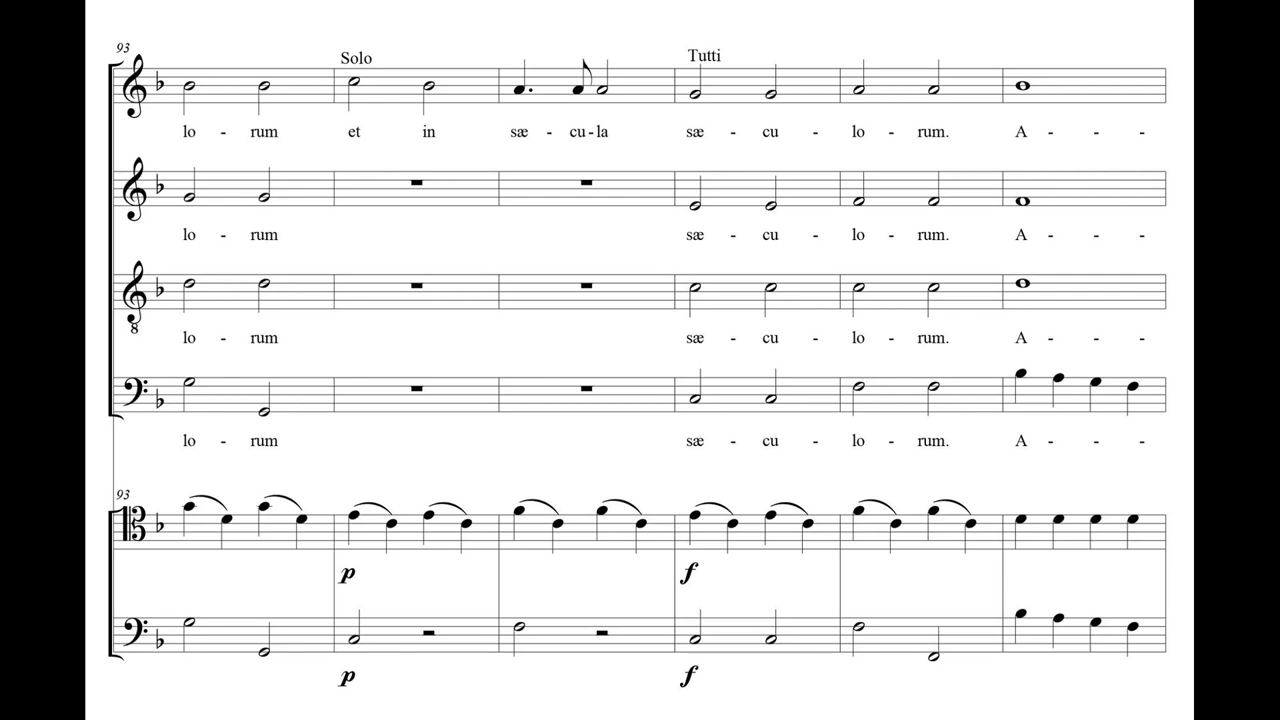 93
Solo
Tutti
lo - rum et in sæ - cu - la sæ - cu - lo - rum. A - - -
lo - rum sæ - cu - lo - rum. A - - -
8
lo - rum sæ - cu - lo - rum. A - - -
lo - rum sæ - cu - lo - rum. A - - -
93
p f
p f